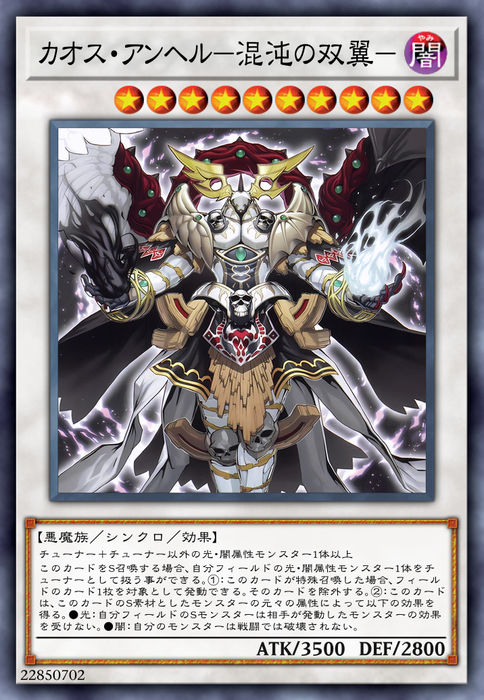 カオス・アンヘル－混沌の双翼－
やみ
闇
【悪魔族／シンクロ／効果】
チューナー＋チューナー以外の光・闇属性モンスター1体以上
このカードをS召喚する場合、自分フィールドの光・闇属性モンスター1体をチ
ューナーとして扱う事ができる。①：このカードが特殊召喚した場合、フィール
ドのカード1枚を対象として発動できる。そのカードを除外する。②：このカード
は、このカードのS素材としたモンスターの元々の属性によって以下の効果を
得る。●光：自分フィールドのSモンスターは相手が発動したモンスターの効果
を受けない。●闇：自分のモンスターは戦闘では破壊されない。
ATK/3500 DEF/2800
22850702